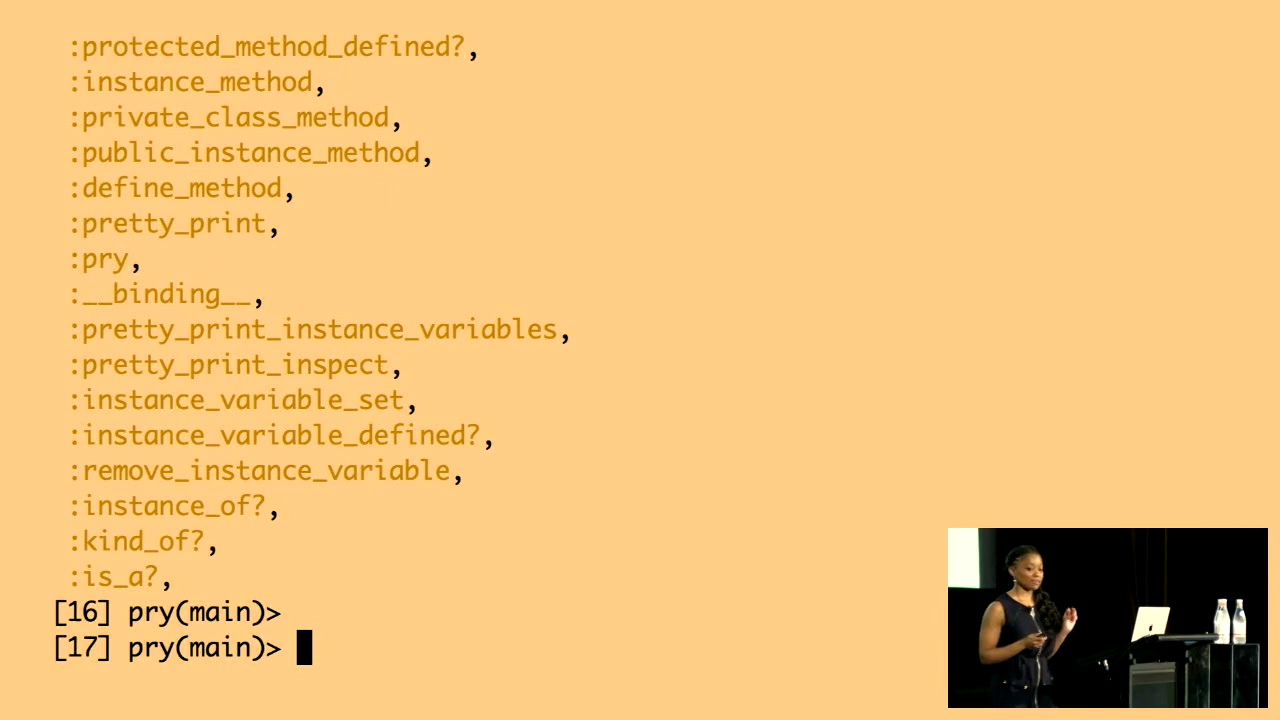 :protected_method_defined?,
:instance_method,
:private_class_method,
:public_instance_method,
:define_method,
:pretty_print,
:pry,
:__binding__,
:pretty_print_instance_variables,
:pretty_print_inspect,
:instance_variable_set,
:instance_variable_defined?,
:remove_instance_variable,
:instance_of?,
:kind_of?,
:is_a?,
[16] pry(main)>
[17] pry(main)>